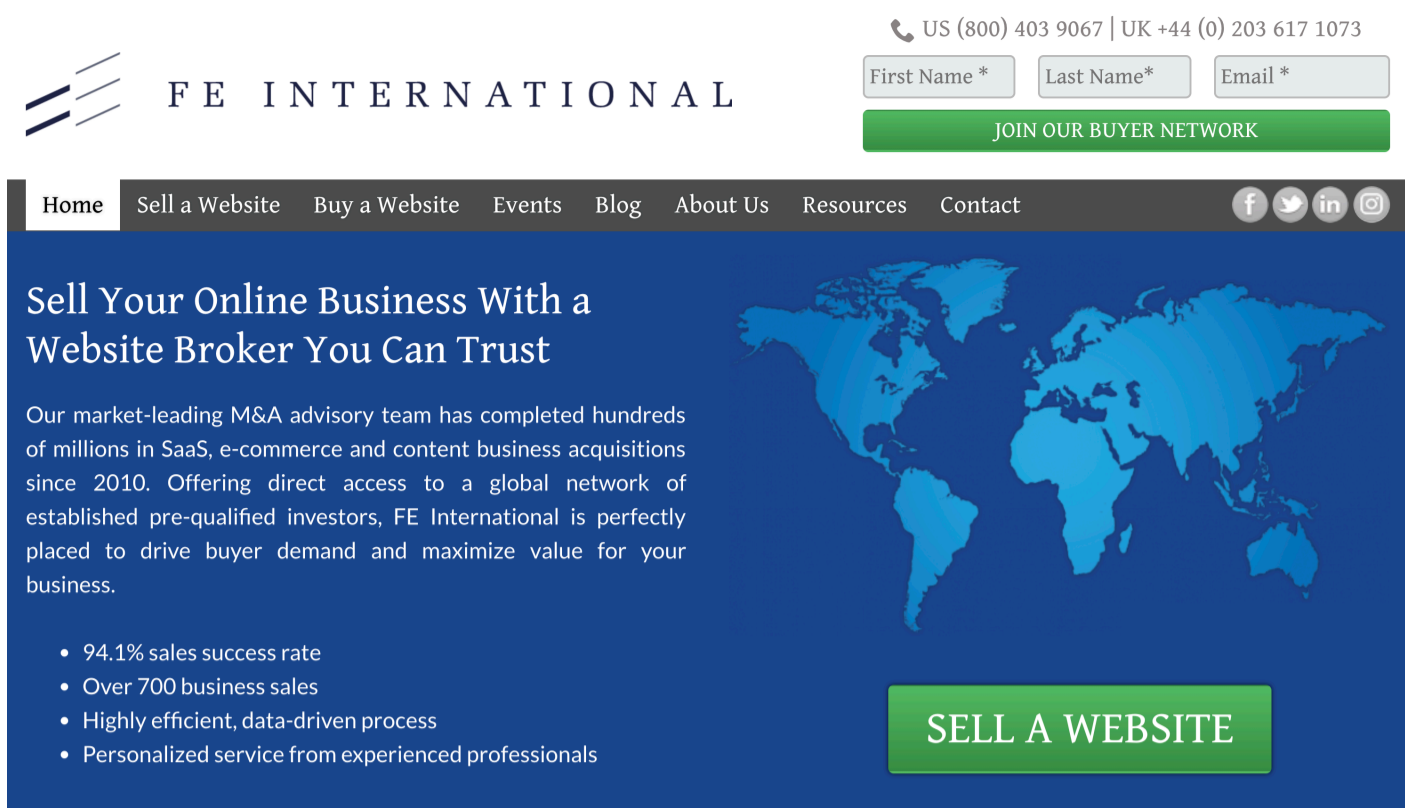 US (800) 403 9067 | UK +44 (0) 203 617 1073
FE INTERNATIONAL
First Name * Last Name* Email *
JOIN OUR BUYER NETWORK
Home Sell a Website Buy a Website Events Blog About Us Resources Contact
Sell Your Online Business With a
Website Broker You Can Trust
Our market-leading M&A advisory team has completed hundreds
of millions in SaaS, e-commerce and content business acquisitions
since 2010. Offering direct access to a global network of
established pre-qualified investors, FE International is perfectly
placed to drive buyer demand and maximize value for your
business.
• 94.1% sales success rate
• Over 700 business sales
• Highly efficient, data-driven process
• Personalized service from experienced professionals
SELL A WEBSITE